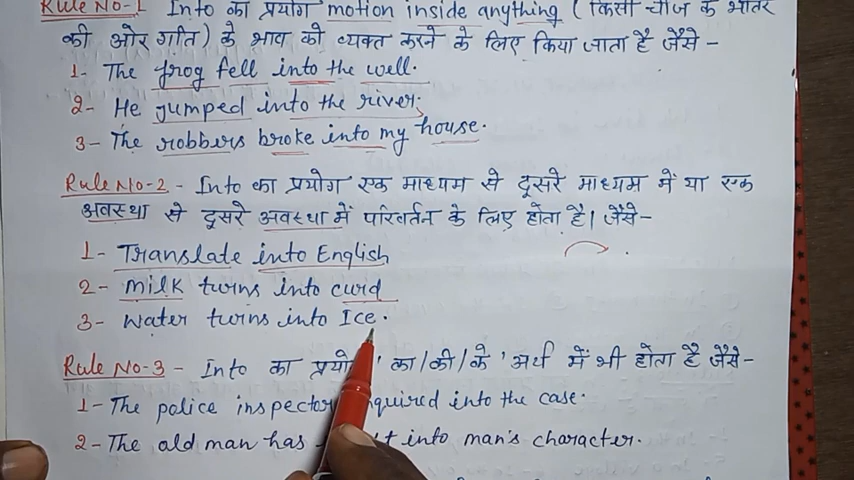 Rule No-1 Into का प्रयोग motion inside anything (किसी चीज के भीतर
की ओर गति) के भाव को व्यक्त करने के लिए किया जाता है जैसे-
1- The frog fell into the well.
2- He jumped into the river.
3- The robbers broke into my house.
Rule No-2 - Into का प्रयोग एक माध्यम से दूसरे माध्यम में या एक
अवस्था से दूसरे अवस्था में परिवर्तन के लिए होता है। जैसे-
1- Translate into English
2- milk turns into curd
3- water turns into Ice.
Rule No-3 - Into का 'का/की/के' अर्थ में भी होता है जैसे-
1- The police inspector into the case.
2- The old man has into man's character.